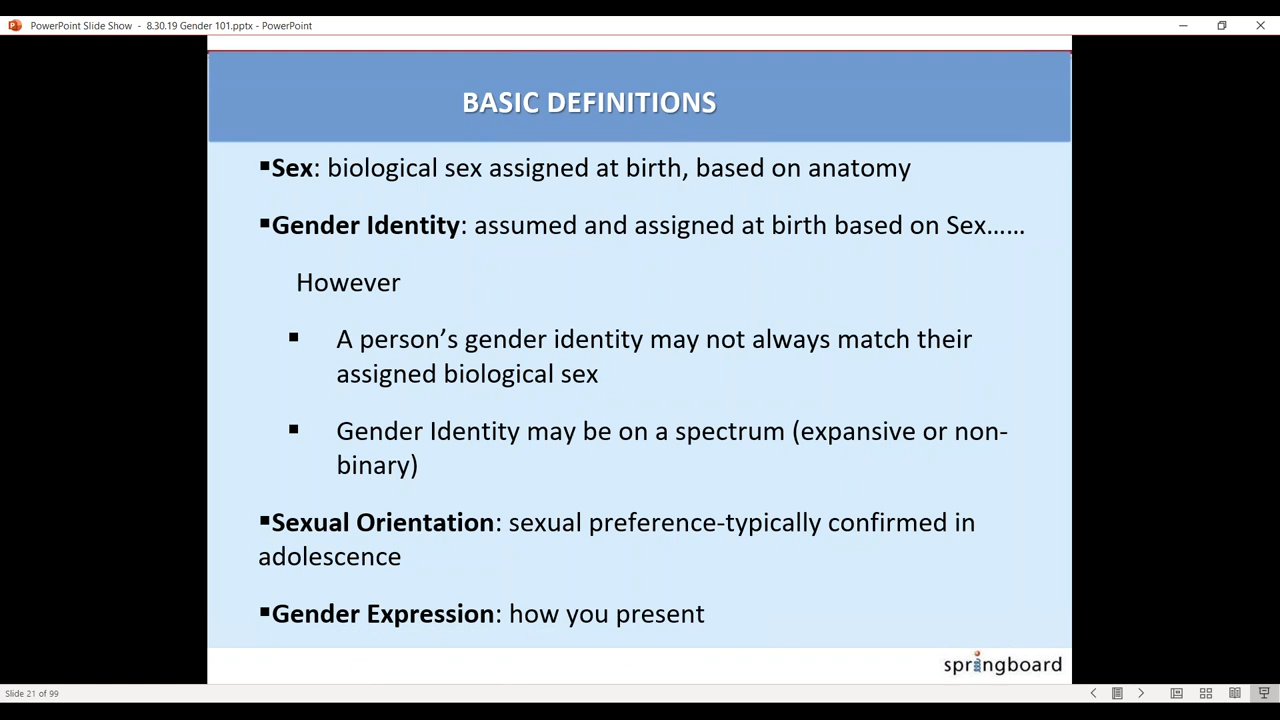 PowerPoint Slide Show - 8.30.19 Gender 101.pptx - PowerPoint
BASIC DEFINITIONS
▪Sex: biological sex assigned at birth, based on anatomy
▪Gender Identity: assumed and assigned at birth based on Sex……
However
▪ A person’s gender identity may not always match their
assigned biological sex
▪ Gender Identity may be on a spectrum (expansive or non-
binary)
▪Sexual Orientation: sexual preference-typically confirmed in
adolescence
▪Gender Expression: how you present
springboard
Slide 21 of 99